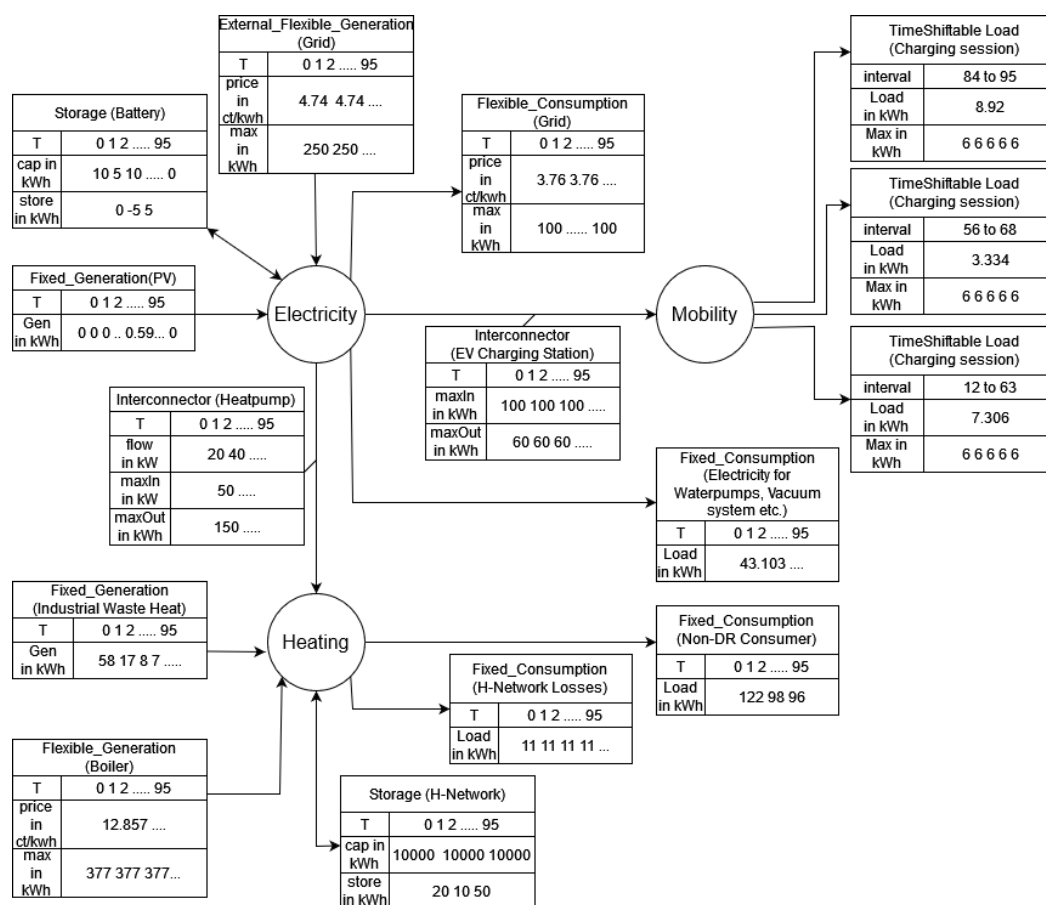 External_Flexible_Generation
(Grid)
T 0 1 2 ..... 95
price
in
ct/kwh
4.74 4.74 ....
max
in
kWh
250 250 ....
Storage (Battery)
T 0 1 2 ..... 95
cap in
kWh
10 5 10 ..... 0
store
in kWh
0 -5 5
Flexible_Consumption
(Grid)
T 0 1 2 ..... 95
price
in
ct/kwh
3.76 3.76 ....
max
in
kWh
100 ...... 100
TimeShiftable Load
(Charging session)
interval 84 to 95
Load
in kWh
8.92
Max in
kWh
6 6 6 6 6
TimeShiftable Load
(Charging session)
interval 56 to 68
Load
in kWh
3.334
Max in
kWh
6 6 6 6 6
TimeShiftable Load
(Charging session)
interval 12 to 63
Load
in kWh
7.306
Max in
kWh
6 6 6 6 6
Fixed_Generation(PV)
T 0 1 2 ..... 95
Gen
in kWh
0 0 0 .. 0.59... 0
Electricity
Mobility
Interconnector
(EV Charging Station)
T 0 1 2 ..... 95
maxIn
in kWh
100 100 100 .....
maxOut
in kWh
60 60 60 .....
Interconnector (Heatpump)
T 0 1 2 ..... 95
flow
in kW
20 40 .....
maxIn
in kW
50 .....
maxOut
in kWh
150 .....
Fixed_Consumption
(Electricity for
Waterpumps, Vacuum
system etc.)
T 0 1 2 ..... 95
Load
in kWh
43.103 ....
Fixed_Generation
(Industrial Waste Heat)
T 0 1 2 ..... 95
Gen
in kWh
58 17 8 7 .....
Heating
Fixed_Consumption
(Non-DR Consumer)
T 0 1 2 ..... 95
Load
in kWh
122 98 96
Fixed_Consumption
(H-Network Losses)
T 0 1 2 ..... 95
Load
in kWh
11 11 11 11 ...
Flexible_Generation
(Boiler)
T 0 1 2 ..... 95
price
in
ct/kwh
12.857 ....
max
in
kWh
377 377 377...
Storage (H-Network)
T 0 1 2 ..... 95
cap in
kWh
10000 10000 10000
store
in kWh
20 10 50